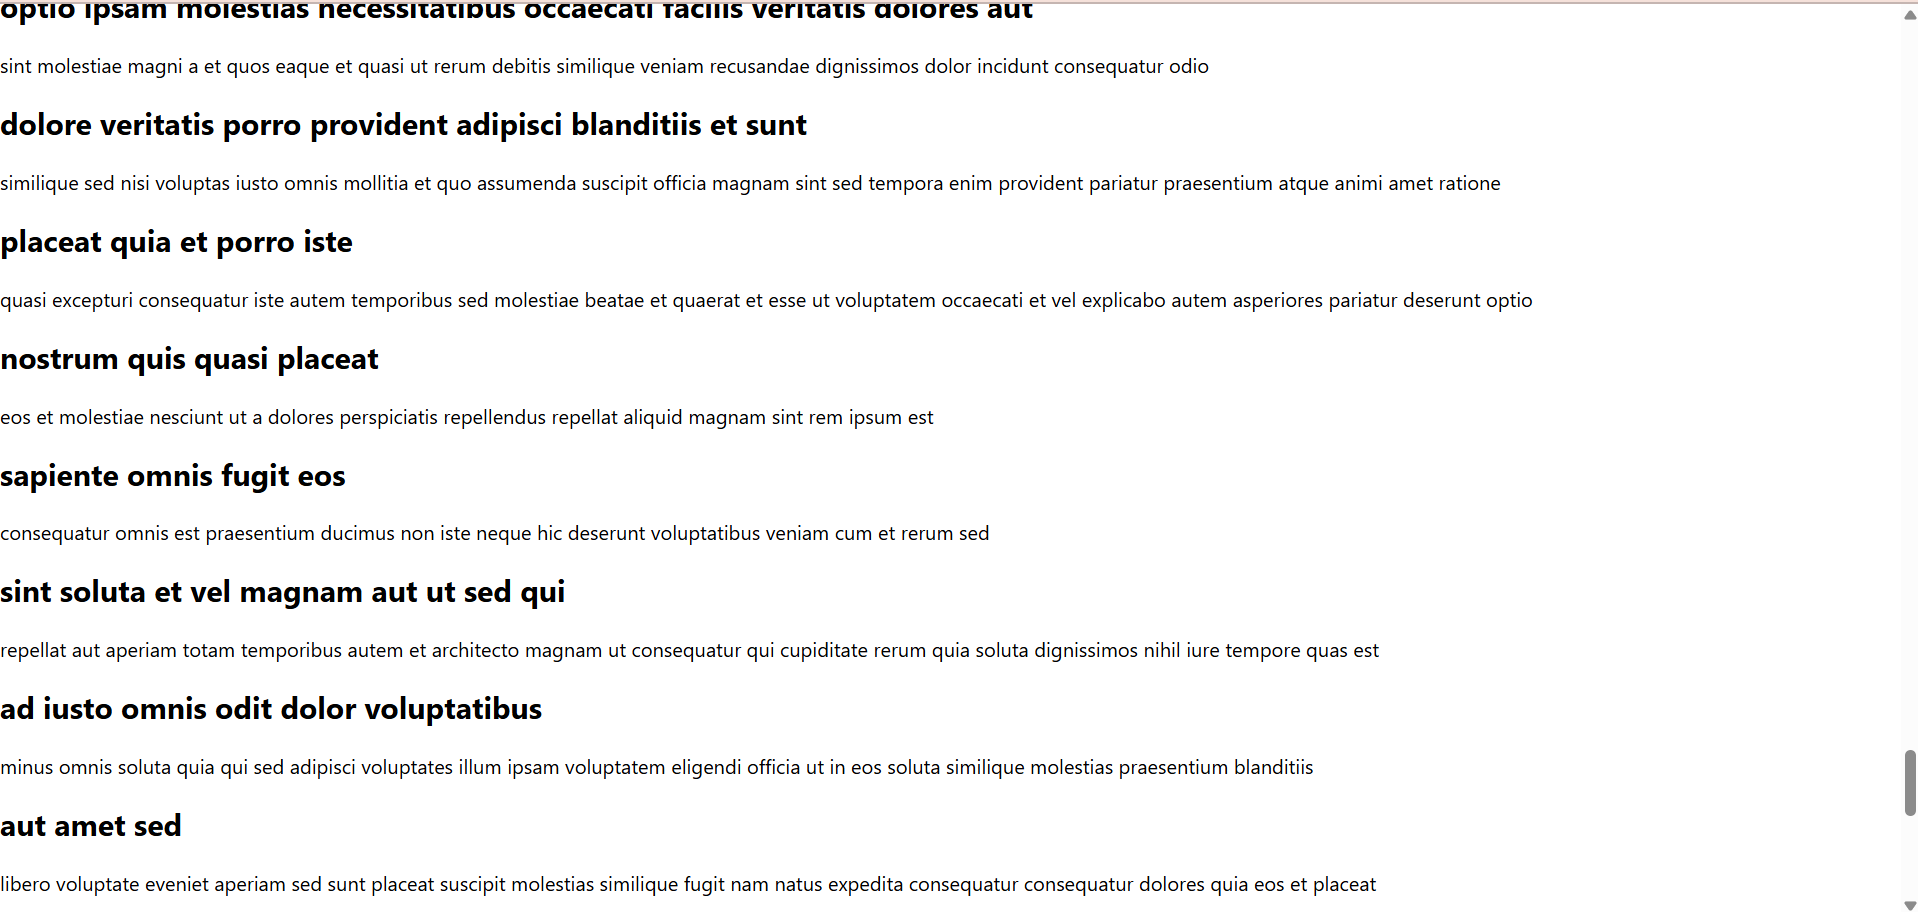 optio ipsam molestias necessitatibus occaecati facilis veritatis dolores aut
sint molestiae magni a et quos eaque et quasi ut rerum debitis similique veniam recusandae dignissimos dolor incidunt consequatur odio
dolore veritatis porro provident adipisci blanditiis et sunt
similique sed nisi voluptas iusto omnis mollitia et quo assumenda suscipit officia magnam sint sed tempora enim provident pariatur praesentium atque animi amet ratione
placeat quia et porro iste
quasi excepturi consequatur iste autem temporibus sed molestiae beatae et quaerat et esse ut voluptatem occaecati et vel explicabo autem asperiores pariatur deserunt optio
nostrum quis quasi placeat
eos et molestiae nesciunt ut a dolores perspiciatis repellendus repellat aliquid magnam sint rem ipsum est
sapiente omnis fugit eos
consequatur omnis est praesentium ducimus non iste neque hic deserunt voluptatibus veniam cum et rerum sed
sint soluta et vel magnam aut ut sed qui
repellat aut aperiam totam temporibus autem et architecto magnam ut consequatur qui cupiditate rerum quia soluta dignissimos nihil iure tempore quas est
ad iusto omnis odit dolor voluptatibus
minus omnis soluta quia qui sed adipisci voluptates illum ipsam voluptatem eligendi officia ut in eos soluta similique molestias praesentium blanditiis
aut amet sed
libero voluptate eveniet aperiam sed sunt placeat suscipit molestias similique fugit nam natus expedita consequatur consequatur dolores quia eos et placeat